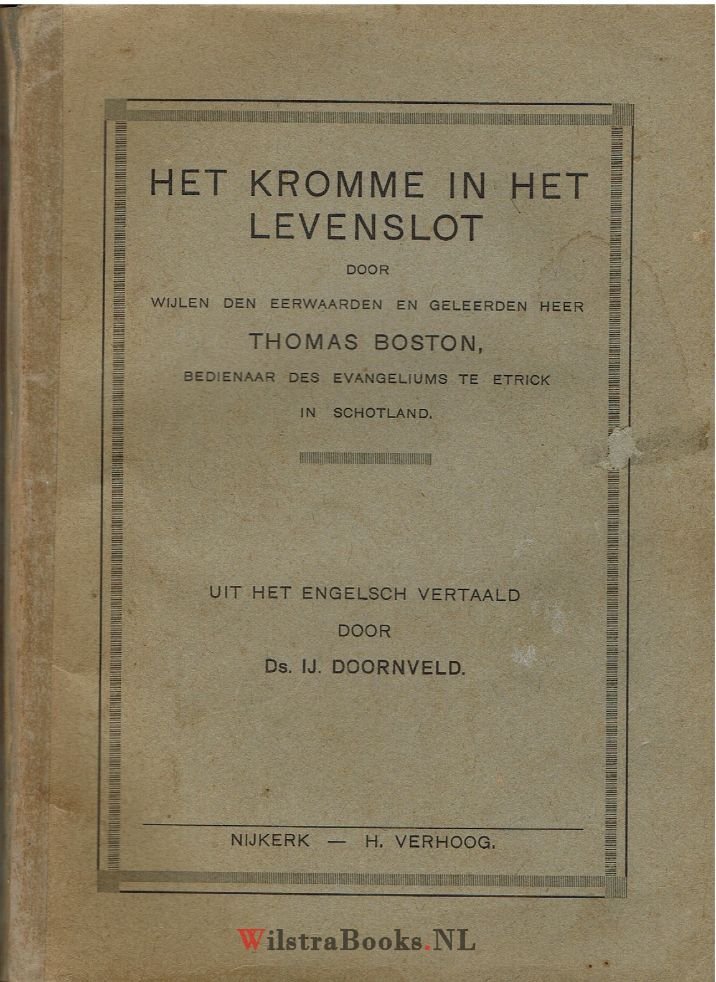 HET KROMME IN HET
LEVENSLOT
DOOR
WIJLEN DEN EERWAARDEN EN GELEERDEN HEER
THOMAS BOSTON,
BEDIENAAR DES EVANGELIUMS TE ETRICK
IN SCHOTLAND.
UIT HET ENGELSCH VERTAALD
DOOR
Ds. IJ. DOORNVELD.
NIJKERK — H. VERHOOG.
WilstraBooks.NL